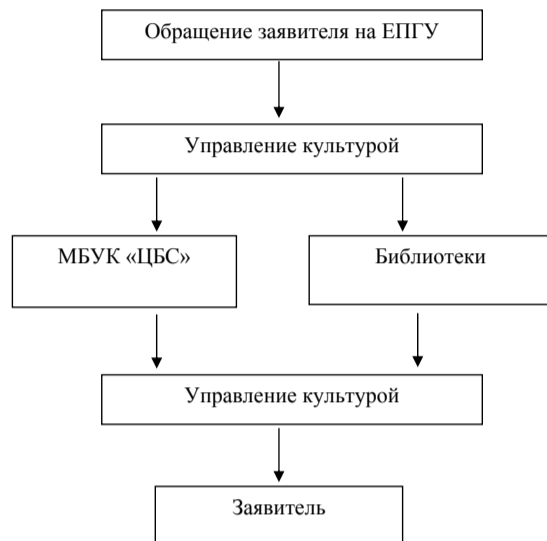 Обращение заявителя на ЕПГУ
Управление культурой
МБУК «ЦБС»
Библиотеки
Управление культурой
Заявитель